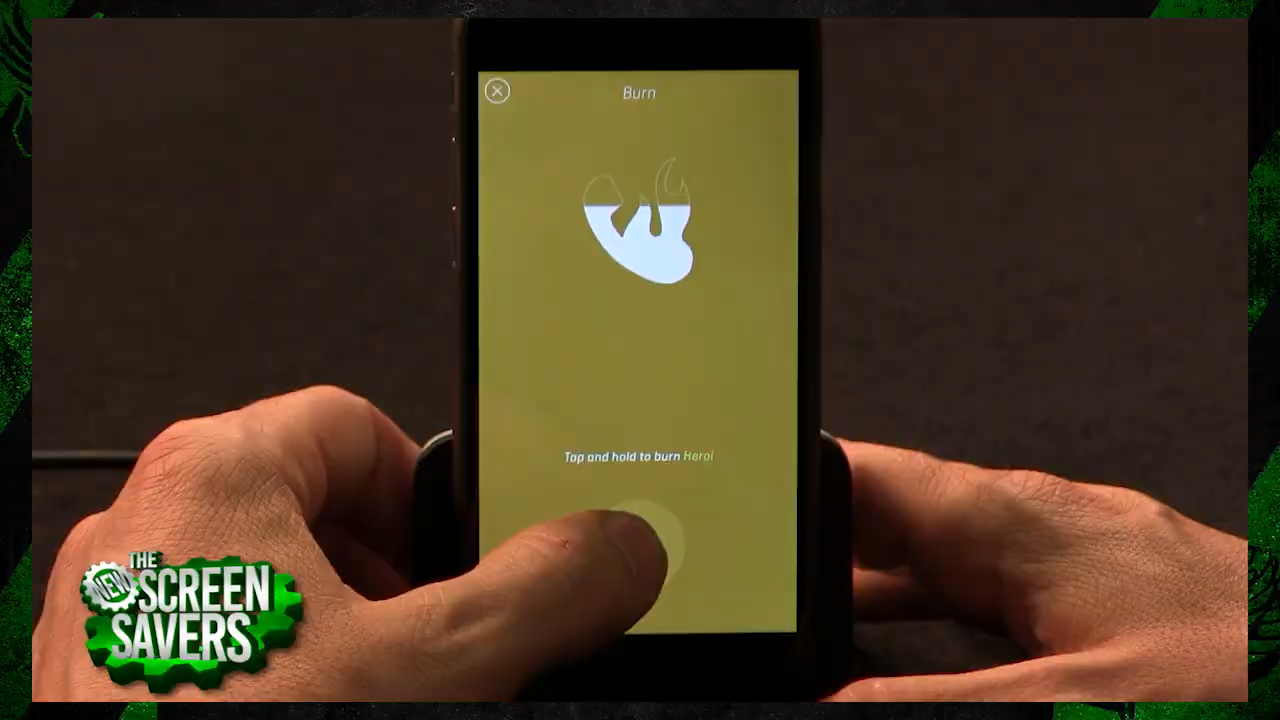 Burn
Tap and hold to burn Hero!
THE
NEW
SCREEN
SAVERS